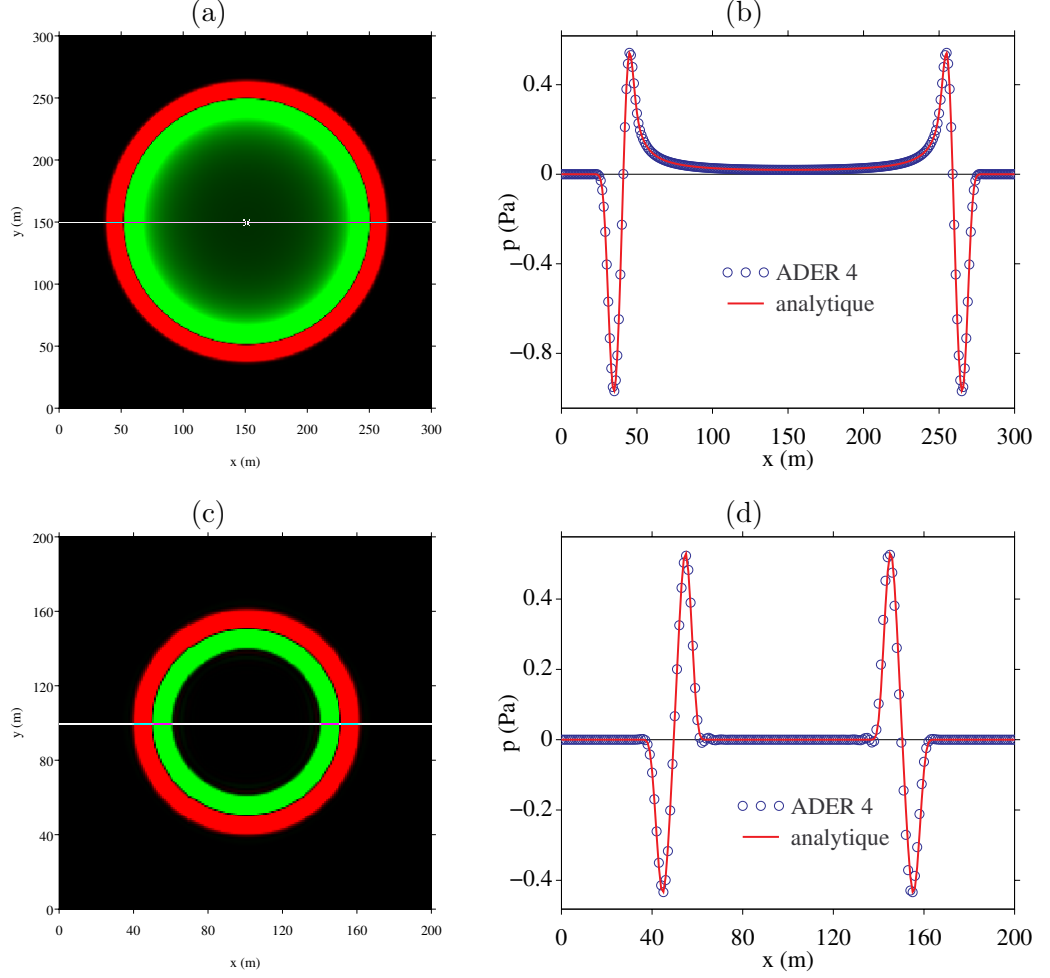 (a)
300
250
200
150
100
50
0
y (m)
0 50 100 150 200 250 300
x (m)
(b)
0.4
0
−0.4
−0.8
p (Pa)
ADER 4
analytique
0 50 100 150 200 250 300
x (m)
(c)
200
160
120
80
40
0
y (m)
0 40 80 120 160 200
x (m)
(d)
0.4
0.2
0
−0.2
−0.4
p (Pa)
ADER 4
analytique
0 40 80 120 160 200
x (m)